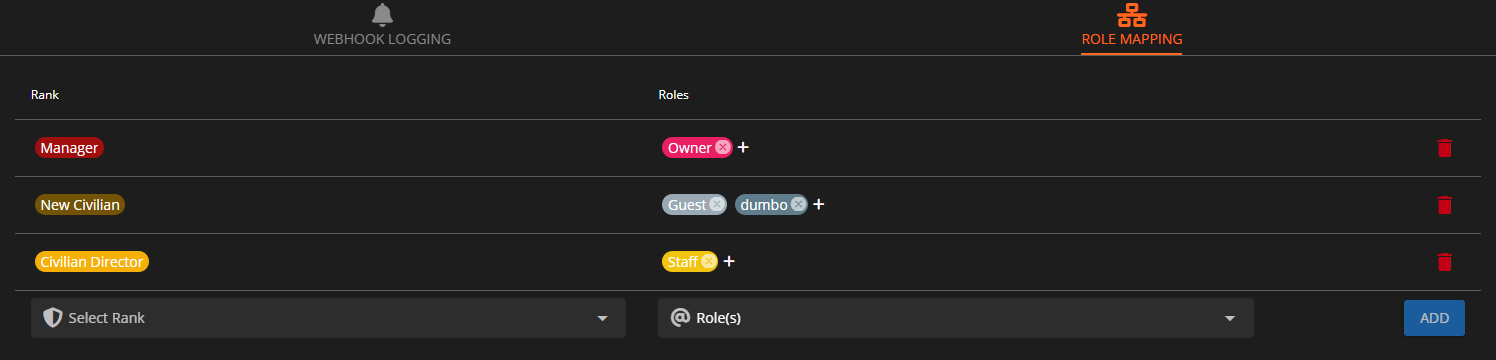 WEBHOOK LOGGING
ROLE MAPPING
Rank
Roles
Manager
Owner
New Civilian
Guest
dumbo
Civilian Director
Staff
Select Rank
Role(s)
ADD